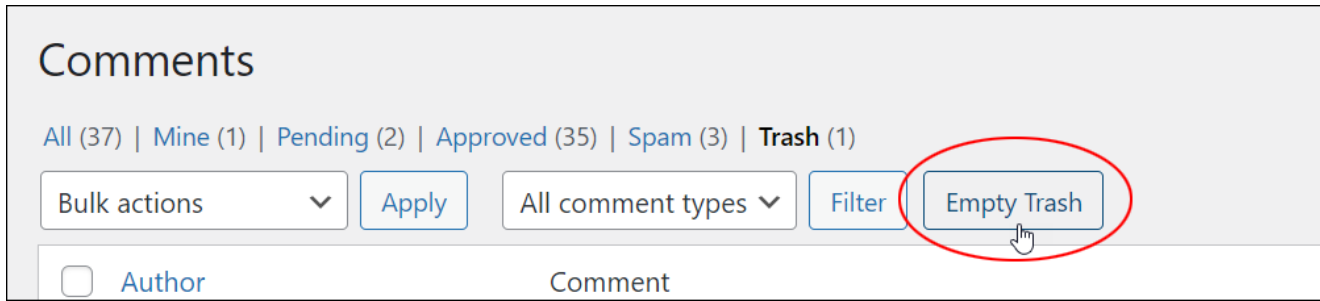 Comments
All (37) | Mine (1) | Pending (2) | Approved (35) | Spam (3) | Trash (1)
Bulk actions Apply All comment types Filter Empty Trash
Author Comment